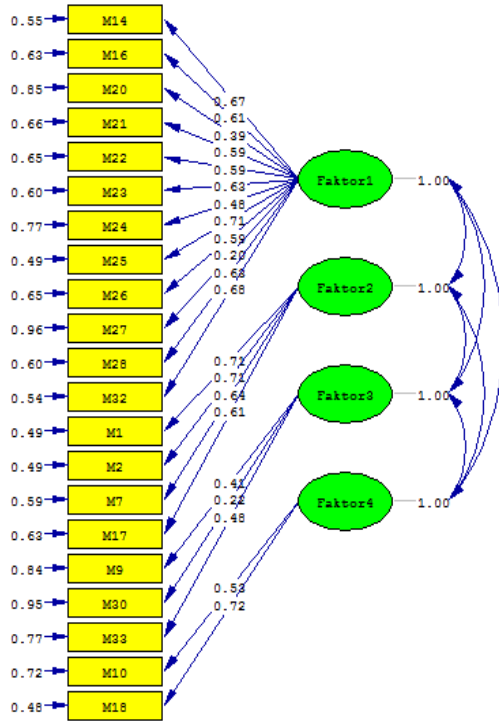 0.55 M14
0.63 M16
0.85 M20
0.66 M21
0.65 M22
0.60 M23
0.77 M24
0.49 M25
0.65 M26
0.96 M27
0.60 M28
0.54 M32
0.49 M1
0.49 M2
0.59 M7
0.63 M17
0.84 M9
0.95 M30
0.77 M33
0.72 M10
0.48 M18
0.67
0.61
0.39
0.59
0.59
0.63
0.48
0.71
0.59
0.20
0.63
0.68
0.71
0.71
0.64
0.61
0.41
0.22
0.48
0.53
0.72
Faktor1 1.00
Faktor2 1.00
Faktor3 1.00
Faktor4 1.00